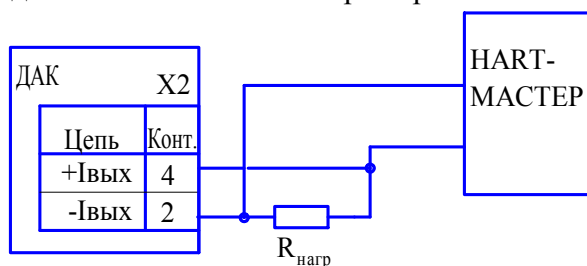 ДАК
X2
Цепь Конт.
+Iвых 4
-Iвых 2
Rнагр
HART-
МАСТЕР